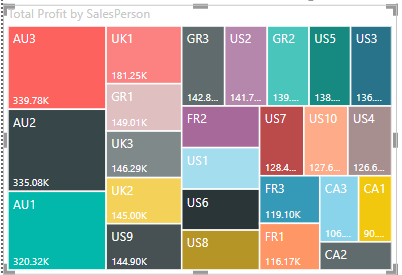 Total Profit by SalesPerson
AU3
339.78K
AU2
335.08K
AU1
320.32K
UK1
181.25K
GR1
149.01K
UK3
146.29K
UK2
145.00K
US9
144.90K
GR3
142.8...
US2
141.7...
GR2
139....
US5
138....
US3
136....
FR2
US1
US6
US8
US7
128.4...
US10
127.6...
US4
126.6...
FR3
119.10K
FR1
116.17K
CA3
106....
CA1
90....
CA2